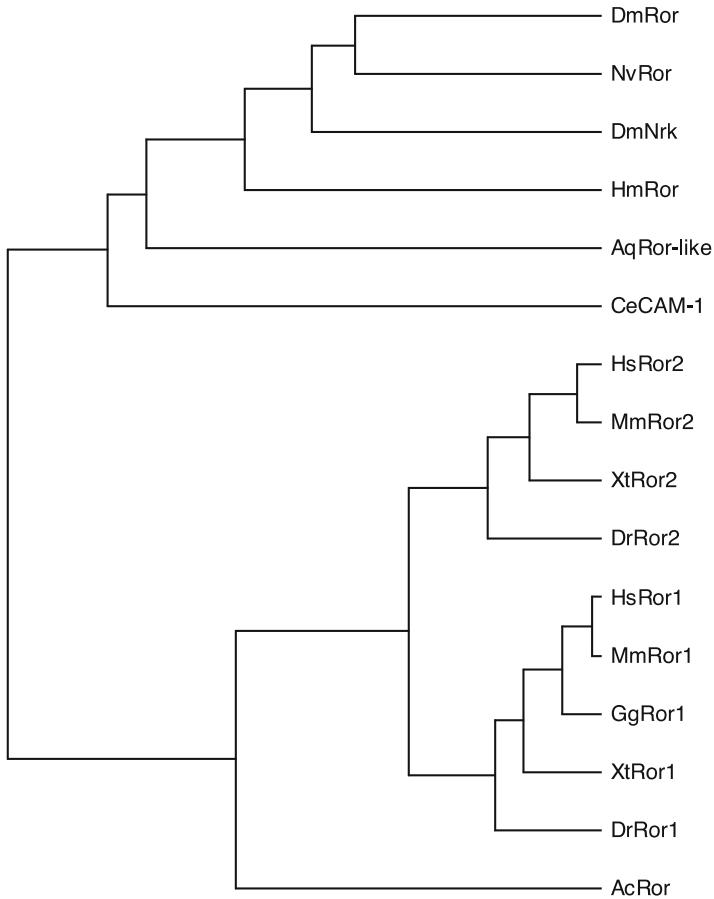 DmRor
NvRor
DmNrk
HmRor
AqRor-like
CeCAM-1
HsRor2
MmRor2
XtRor2
DrRor2
HsRor1
MmRor1
GgRor1
XtRor1
DrRor1
AcRor